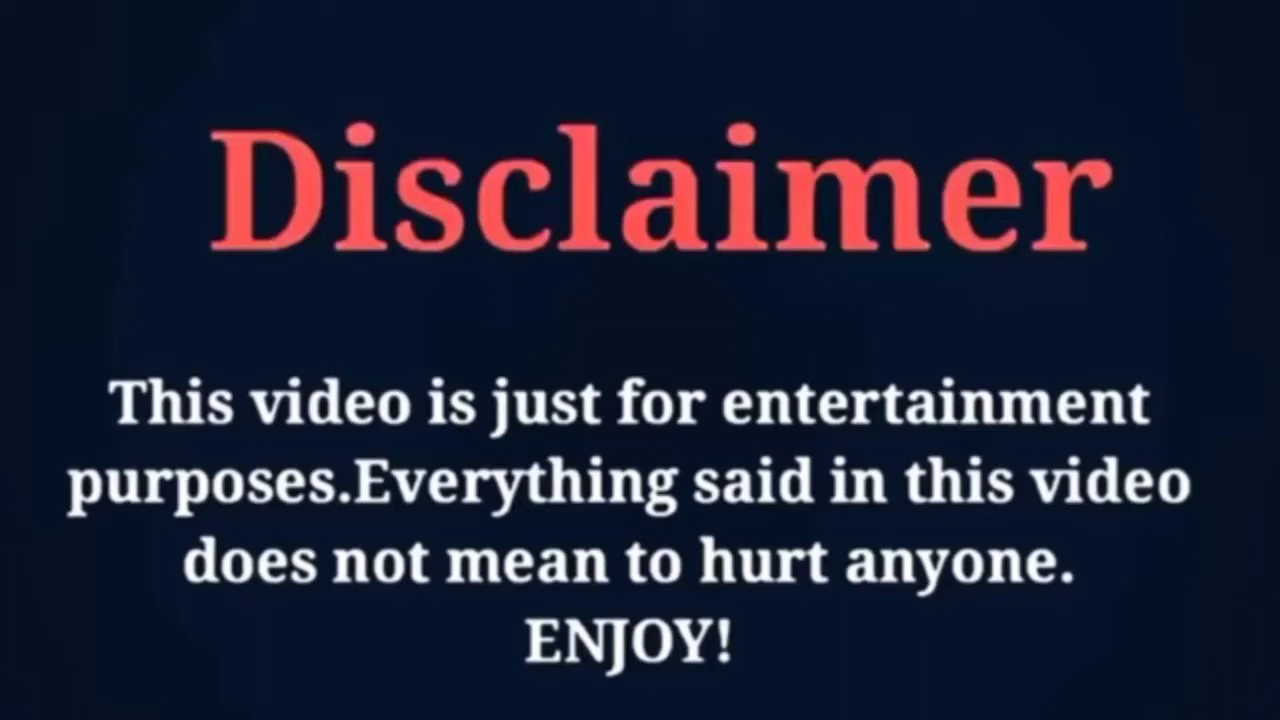 Disclaimer
This video is just for entertainment
purposes.Everything said in this video
does not mean to hurt anyone.
ENJOY!